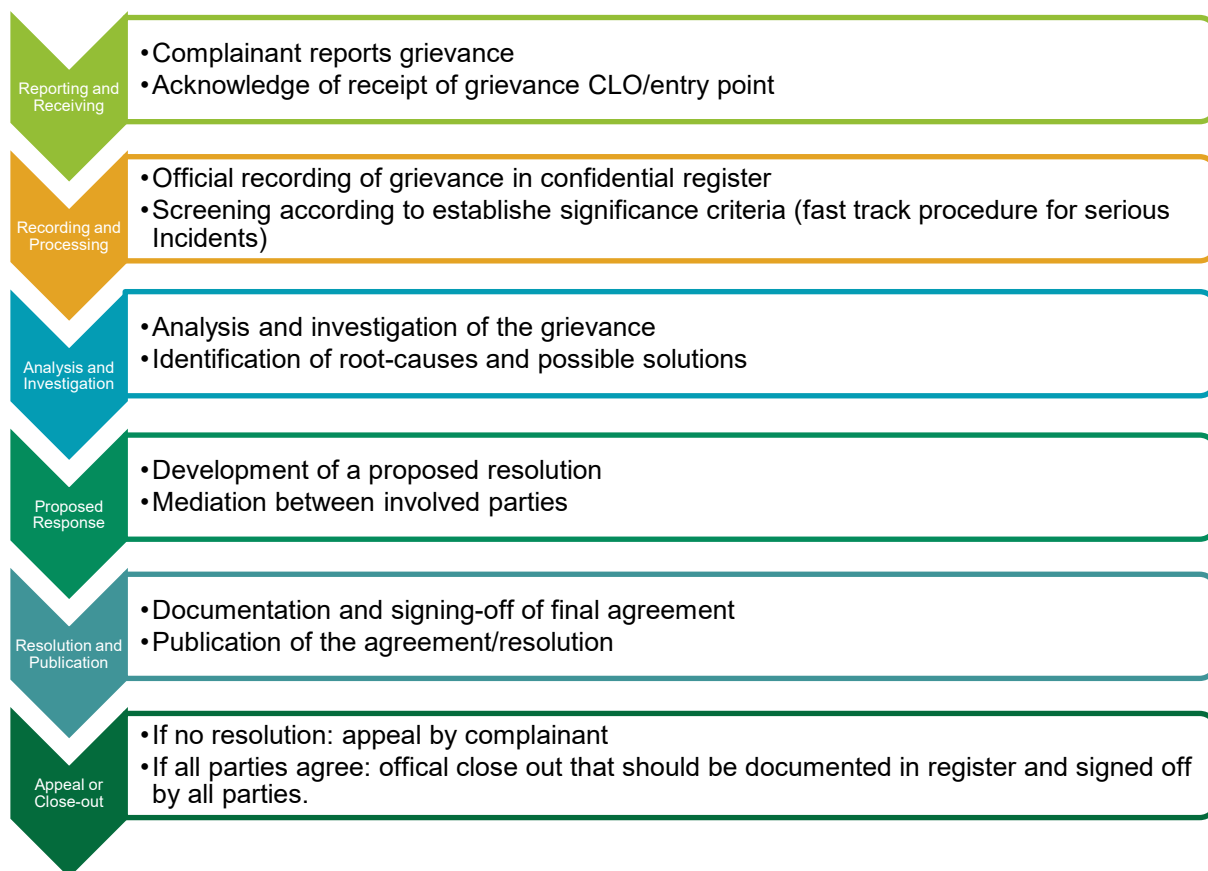 Reporting and
Receiving
•Complainant reports grievance
•Acknowledge of receipt of grievance CLO/entry point
Recording and
Processing
•Official recording of grievance in confidential register
•Screening according to establishe significance criteria (fast track procedure for serious
Incidents)
Analysis and
Investigation
•Analysis and investigation of the grievance
•Identification of root-causes and possible solutions
Proposed
Response
•Development of a proposed resolution
•Mediation between involved parties
Resolution and
Publication
•Documentation and signing-off of final agreement
•Publication of the agreement/resolution
Appeal or
Close-out
•If no resolution: appeal by complainant
•If all parties agree: offical close out that should be documented in register and signed off
by all parties.